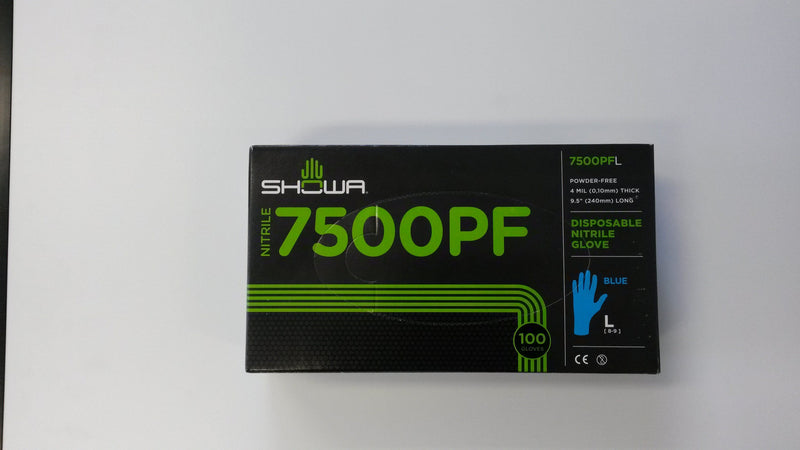 SHOWA
NITRILE
7500PF
100
GLOVES
7500PFL
POWDER-FREE
4 MIL (0,10mm) THICK
9.5" (240mm) LONG
DISPOSABLE
NITRILE
GLOVE
BLUE
L
[ 8-9 ]
CE